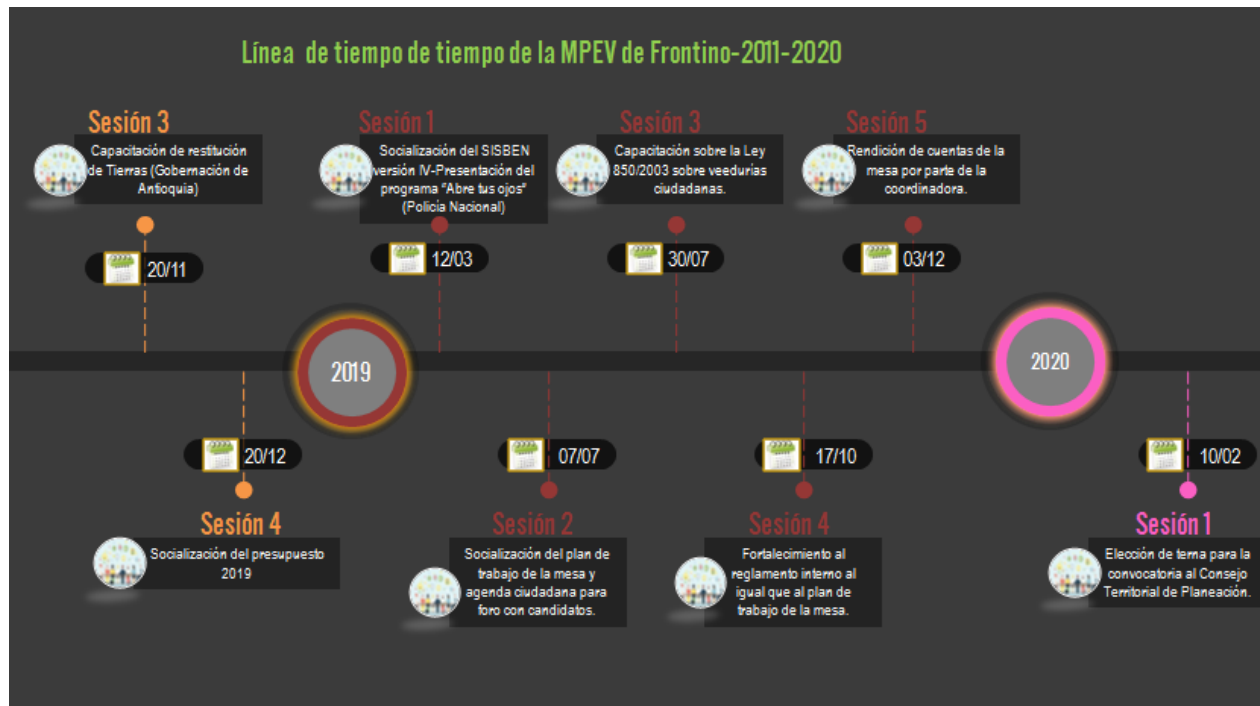 Línea de tiempo de tiempo de la MPEV de Frontino-2011-2020
Sesión 3
Capacitación de restitución
de Tierras (Gobernación de
Antioquia)
20/11
Sesión 1
Socialización del SISBEN
versión IV-Presentación del
programa "Abre tus ojos"
(Policía Nacional)
12/03
Sesión 3
Capacitación sobre la Ley
850/2003 sobre veedurías
ciudadanas.
30/07
Sesión 5
Rendición de cuentas de la
mesa por parte de la
coordinadora.
03/12
2019
2020
20/12
Sesión 4
Socialización del presupuesto
2019
07/07
Sesión 2
Socialización del plan de
trabajo de la mesa y
agenda ciudadana para
foro con candidatos.
17/10
Sesión 4
Fortalecimiento al
reglamento interno al
igual que al plan de
trabajo de la mesa.
10/02
Sesión 1
Elección de terna para la
convocatoria al Consejo
Territorial de Planeación.